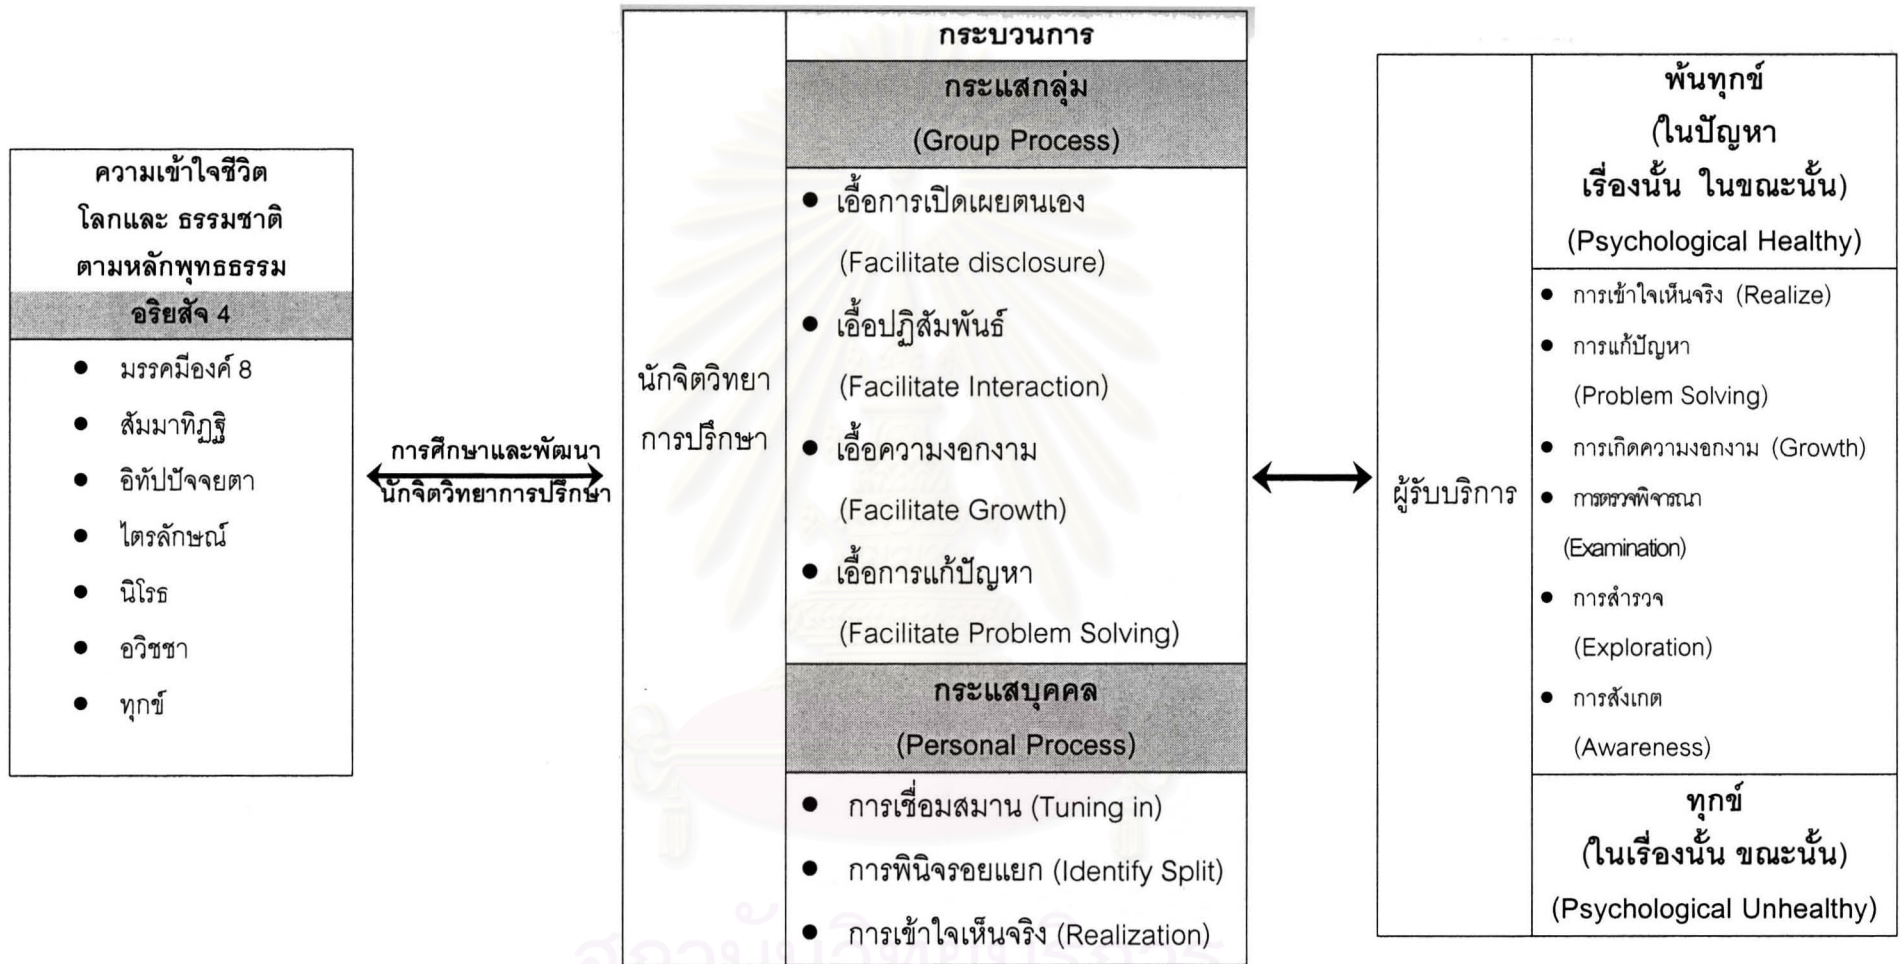 ความเข้าใจชีวิต
โลกและ ธรรมชาติ
ตามหลักพุทธธรรม
อริยสัจ 4
● มรรคมีองค์ 8
● สัมมาทิฏฐิ
● อิทัปปัจจยตา
● ไตรลักษณ์
● นิโรธ
● อวิชชา
● ทุกข์
การศึกษาและพัฒนา
นักจิตวิทยาการปรึกษา
นักจิตวิทยา
การปรึกษา
กระบวนการ
กระแสกลุ่ม
(Group Process)
● เอื้อการเปิดเผยตนเอง
(Facilitate disclosure)
● เอื้อปฏิสัมพันธ์
(Facilitate Interaction)
● เอื้อความงอกงาม
(Facilitate Growth)
● เอื้อการแก้ปัญหา
(Facilitate Problem Solving)
กระแสบุคคล
(Personal Process)
● การเชื่อมสมาน (Tuning in)
● การพินิจรอยแยก (Identify Split)
● การเข้าใจเห็นจริง (Realization)
ผู้รับบริการ
พ้นทุกข์
(ในปัญหา
เรื่องนั้น ในขณะนั้น)
(Psychological Healthy)
● การเข้าใจเห็นจริง (Realize)
● การแก้ปัญหา
(Problem Solving)
● การเกิดความงอกงาม (Growth)
● การตรวจพิจารณา
(Examination)
● การสำรวจ
(Exploration)
● การสังเกต
(Awareness)
ทุกข์
(ในเรื่องนั้น ขณะนั้น)
(Psychological Unhealthy)
สถาบันวิทยบริการ